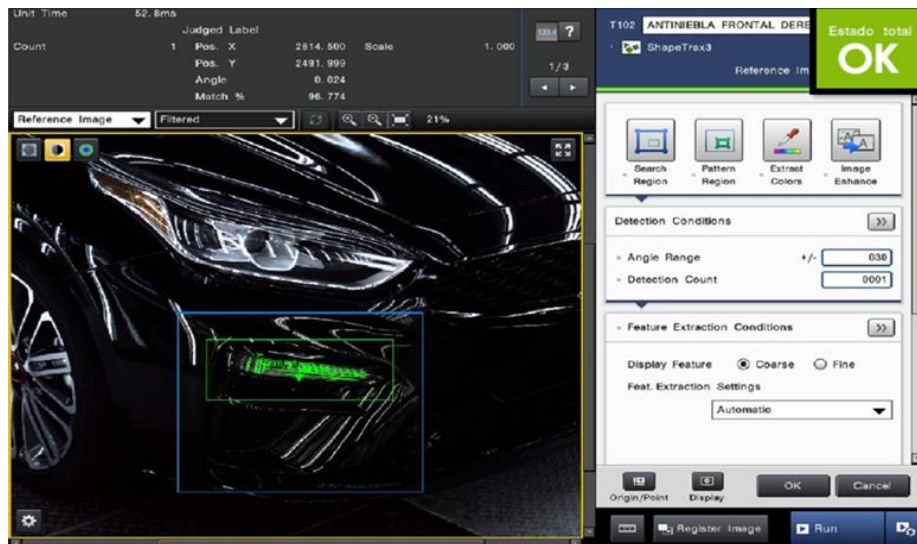 Unit Time 52.8ms
Judged Label
Count 1 Pos. X 2814.500 Scale 1.000
Pos. Y 2491.999
Angle 0.024
Match % 96.774
?
1/3
Reference Image
Filtered
21%
T102 ANTINIEBLA FRONTAL DERE
ShapeTrax3
Reference Im
Estado total
OK
Search Region
Pattern Region
Extract Colors
Image Enhance
Detection Conditions
Angle Range +/- 030
Detection Count 0001
Feature Extraction Conditions
Display Feature Coarse Fine
Feat.Extraction Settings
Automatic
Origin/Point
Display
OK
Cancel
Register Image
Run